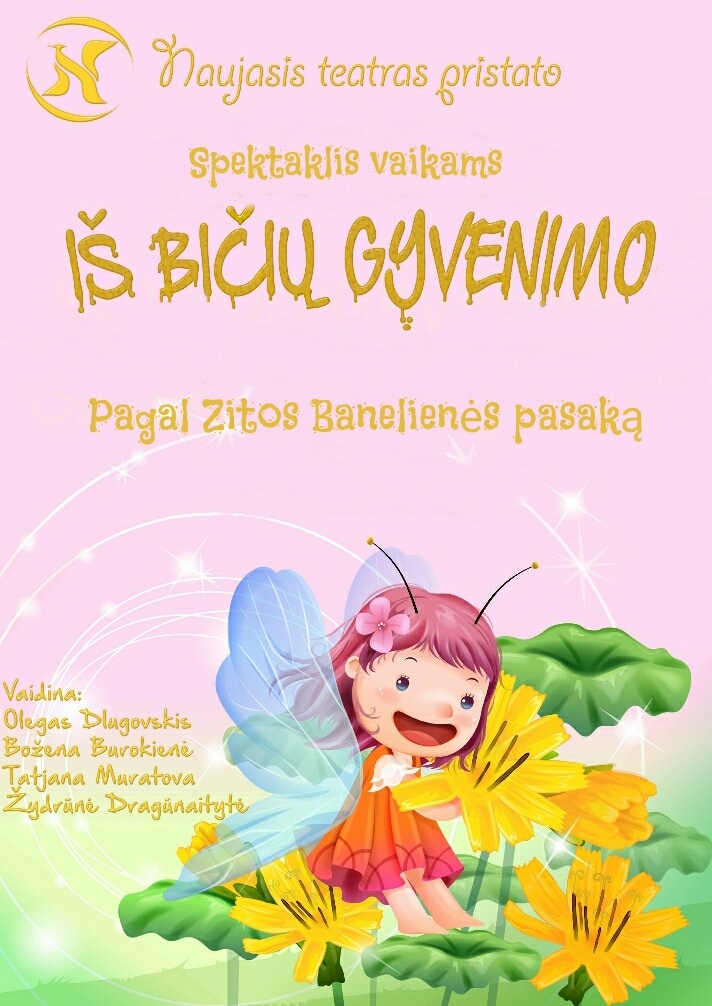 Naujasis teatras pristato
Spektaklis vaikams
IŠ BIČIŲ GYVENIMO
Pagal Zitos Banelienės pasaką
Vaidina:
Olegas Dlugovskis
Božena Burokienė
Tatjana Muratova
Žydrūnė Dragūnaitytė